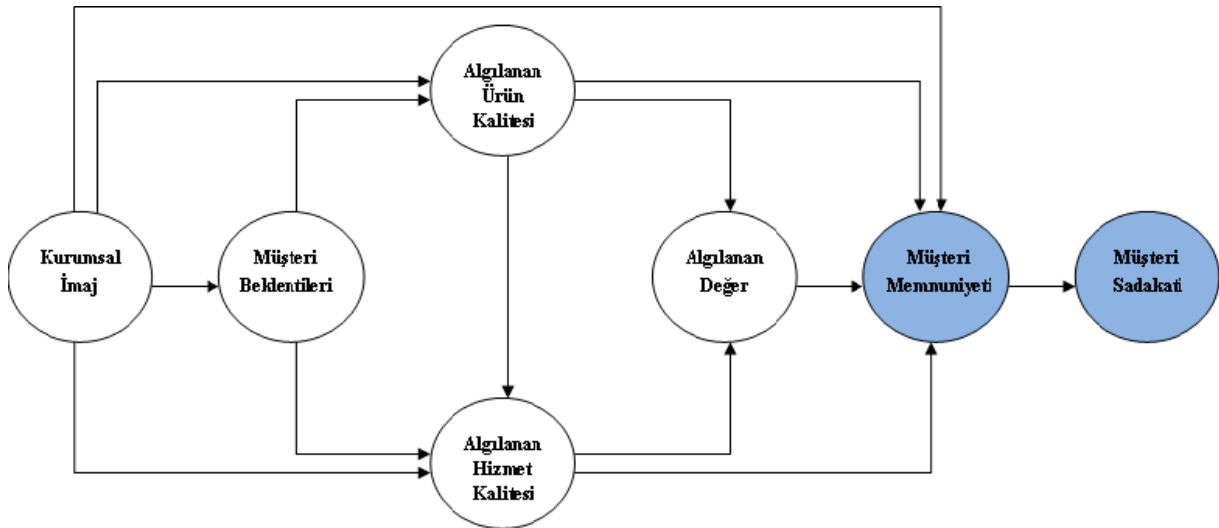 Algılanan
Ürün
Kalitesi
Kurumsal
İmaj
Müşteri
Beklentileri
Algılanan
Değer
Müşteri
Memnuniyeti
Müşteri
Sadakati
Algılanan
Hizmet
Kalitesi